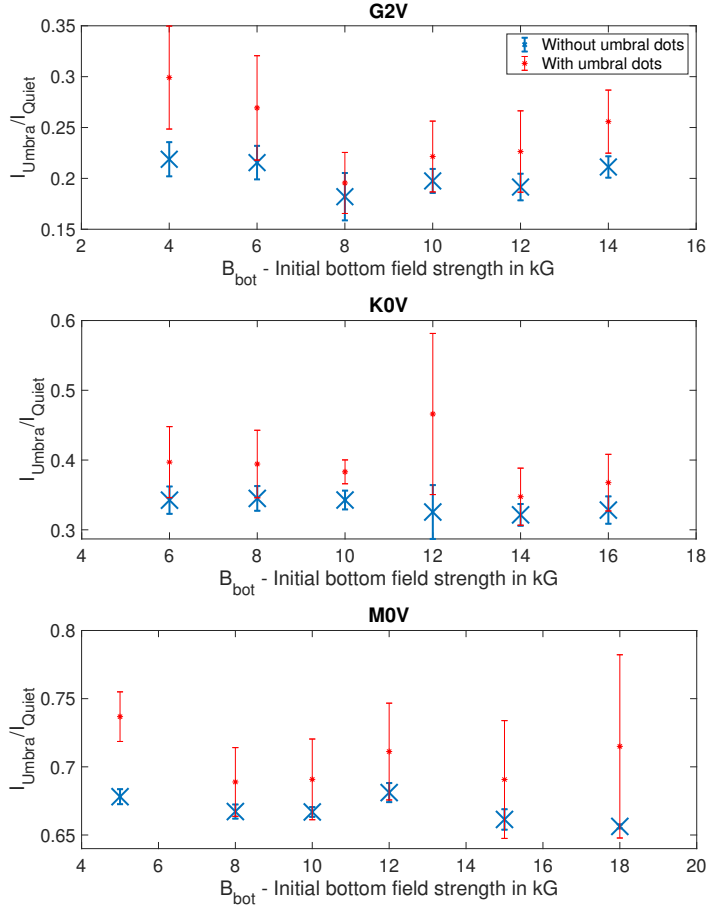 G2V
0.35
0.3
0.25
0.2
0.15
I_Umbra/I_Quiet
Without umbral dots
With umbral dots
2 4 6 8 10 12 14 16
B_bot - Initial bottom field strength in kG
K0V
0.6
0.5
0.4
0.3
I_Umbra/I_Quiet
4 6 8 10 12 14 16 18
B_bot - Initial bottom field strength in kG
M0V
0.8
0.75
0.7
0.65
I_Umbra/I_Quiet
4 6 8 10 12 14 16 18 20
B_bot - Initial bottom field strength in kG